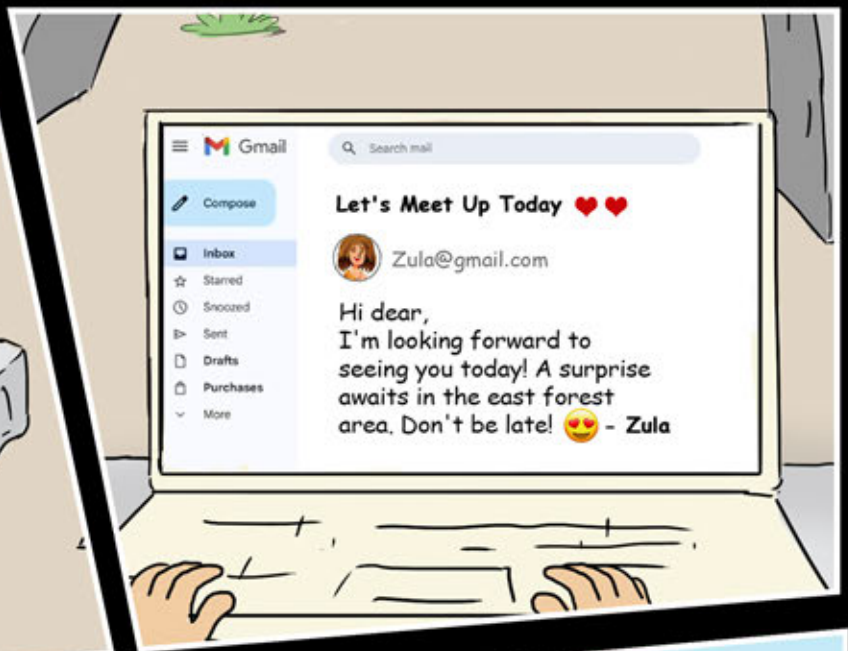 Gmail
Search mail
Compose
Let's Meet Up Today ❤❤
Inbox
Zula@gmail.com
Starred
Snoozed
Sent
Drafts
Purchases
More
Hi dear,
I'm looking forward to
seeing you today! A surprise
awaits in the east forest
area. Don't be late! 😍 - Zula